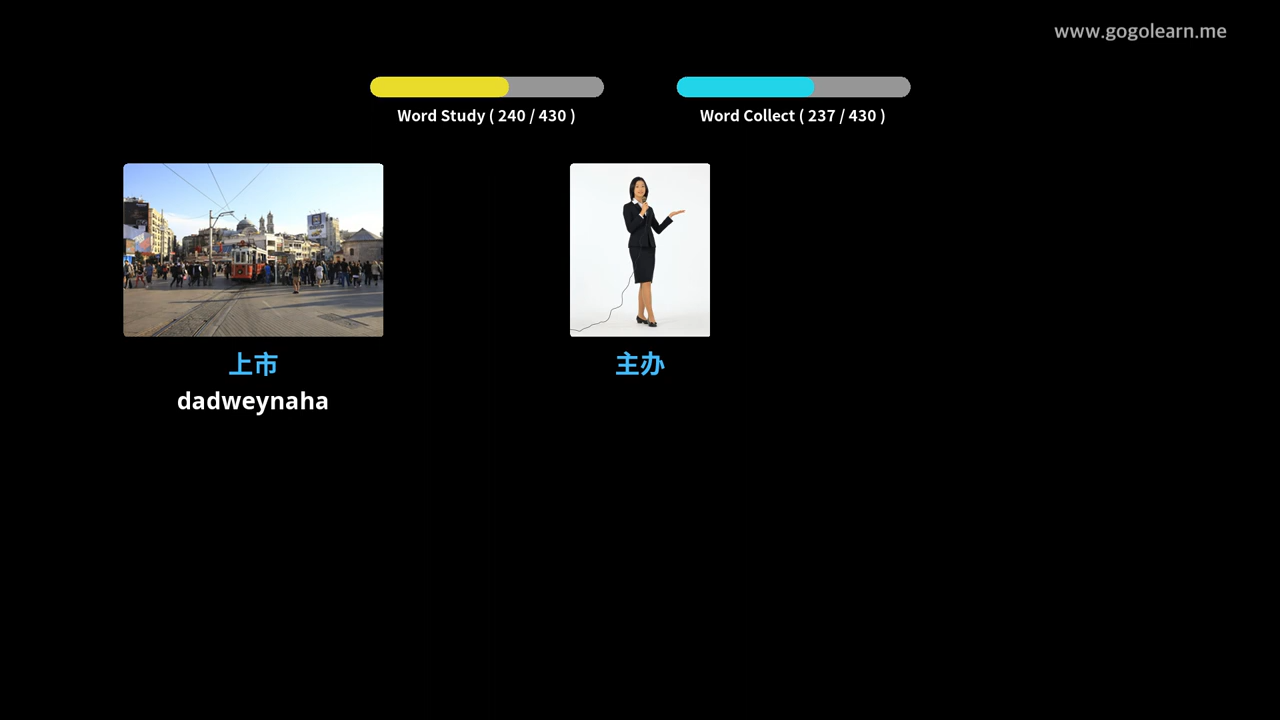 www.gogolearn.me
Word Study ( 240 / 430 )
Word Collect ( 237 / 430 )
上市
dadweynaha
主办